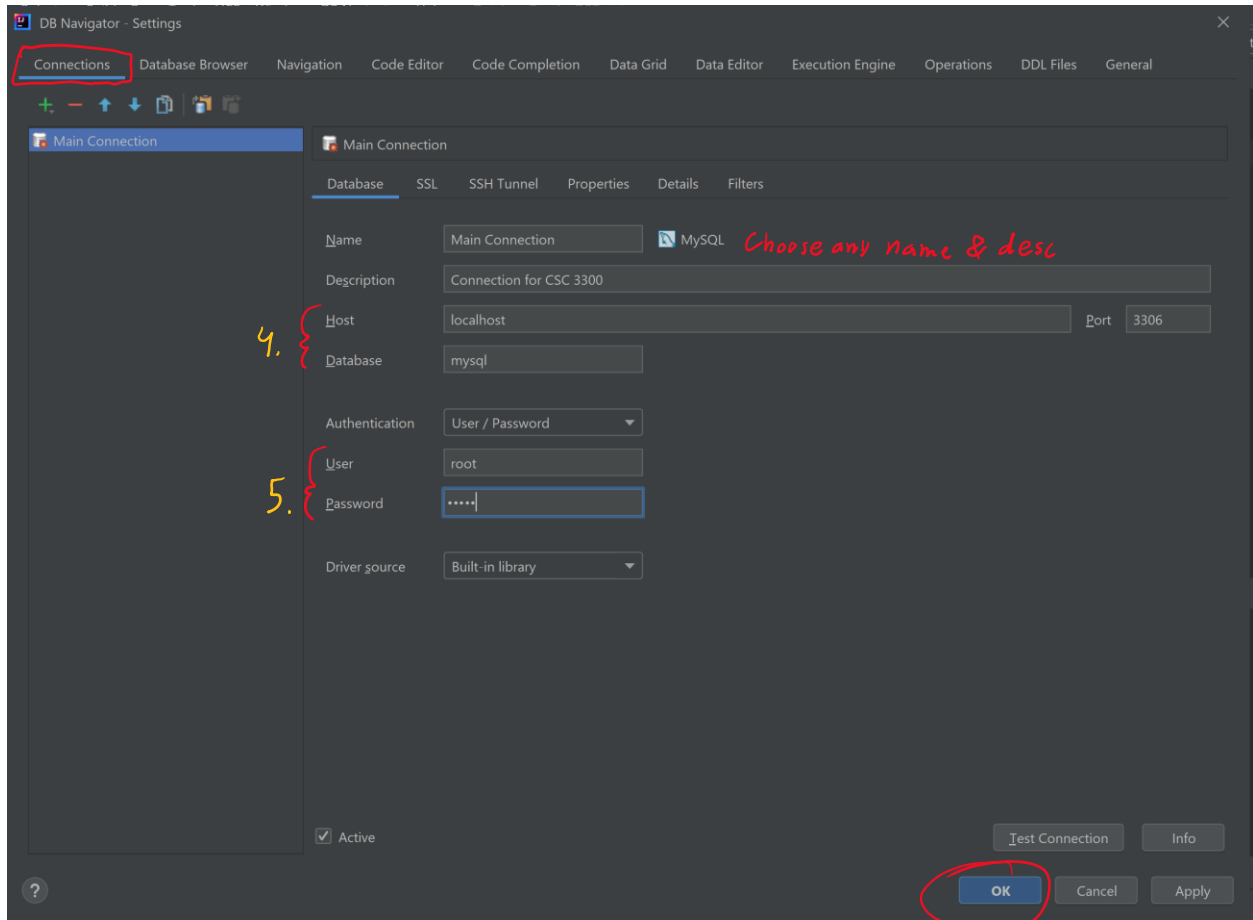 DB Navigator - Settings
Connections Database Browser Navigation Code Editor Code Completion Data Grid Data Editor Execution Engine Operations DDL Files General
Main Connection
Main Connection
Database SSL SSH Tunnel Properties Details Filters
Name Main Connection MySQL Choose any name & desc
Description Connection for CSC 3300
4. Host localhost Port 3306
Database mysql
Authentication User / Password
User root
5. Password •••••
Driver source Built-in library
Active Test Connection Info
? OK Cancel Apply